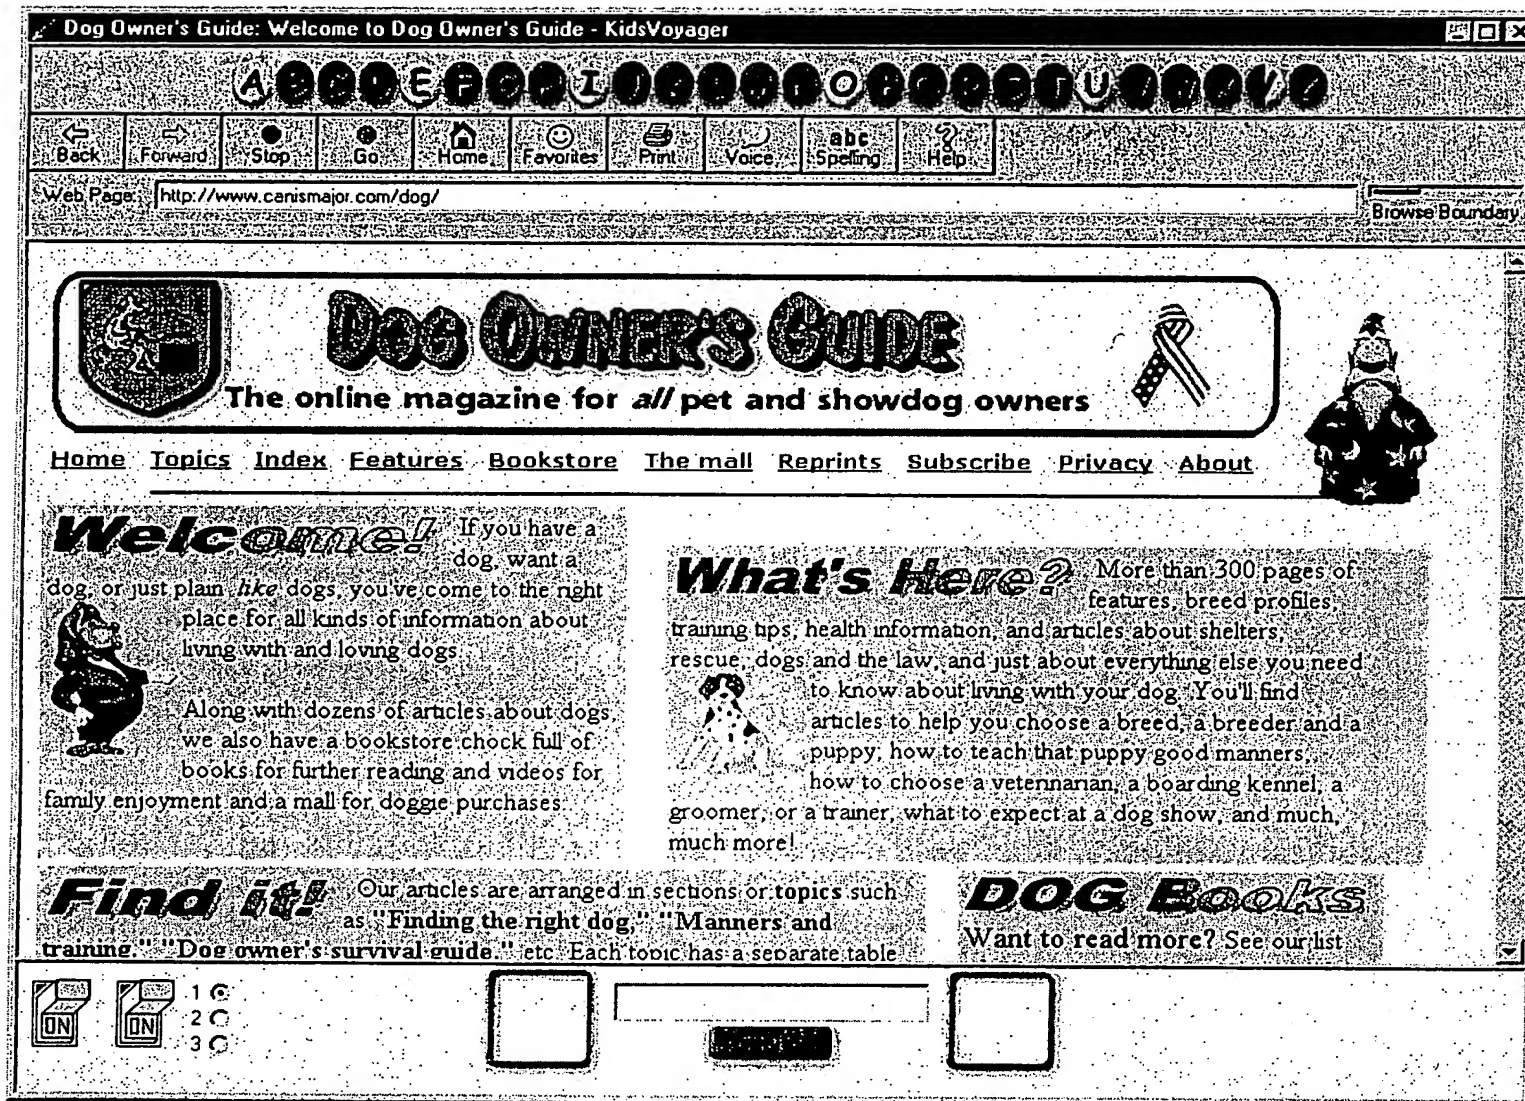 Dog Owner's Guide: Welcome to Dog Owner's Guide - KidsVoyager
A E F I O U
Back Forward Stop Go Home Favorites Print Voice abc Spelling Help
Web Page: http://www.canismajor.com/dog/
Browse Boundary
DOG OWNER'S GUIDE
The online magazine for all pet and showdog owners
Home Topics Index Features Bookstore The mall Reprints Subscribe Privacy About
Welcome! If you have a
dog, want a
dog, or just plain like dogs, you've come to the right
place for all kinds of information about
living with and loving dogs.
Along with dozens of articles about dogs,
we also have a bookstore chock full of
books for further reading and videos for
family enjoyment and a mall for doggie purchases.
What's Here? More than 300 pages of
features, breed profiles,
training tips, health information, and articles about shelters,
rescue, dogs and the law, and just about everything else you need
to know about living with your dog. You'll find
articles to help you choose a breed, a breeder and a
puppy, how to teach that puppy good manners,
how to choose a veternarian, a boarding kennel, a
groomer, or a trainer, what to expect at a dog show, and much,
much more!
Find it! Our articles are arranged in sections or topics such
as "Finding the right dog," "Manners and
training," "Dog owner's survival guide," etc. Each topic has a separate table
DOG Books
Want to read more? See our list
ON ON 1
2
3